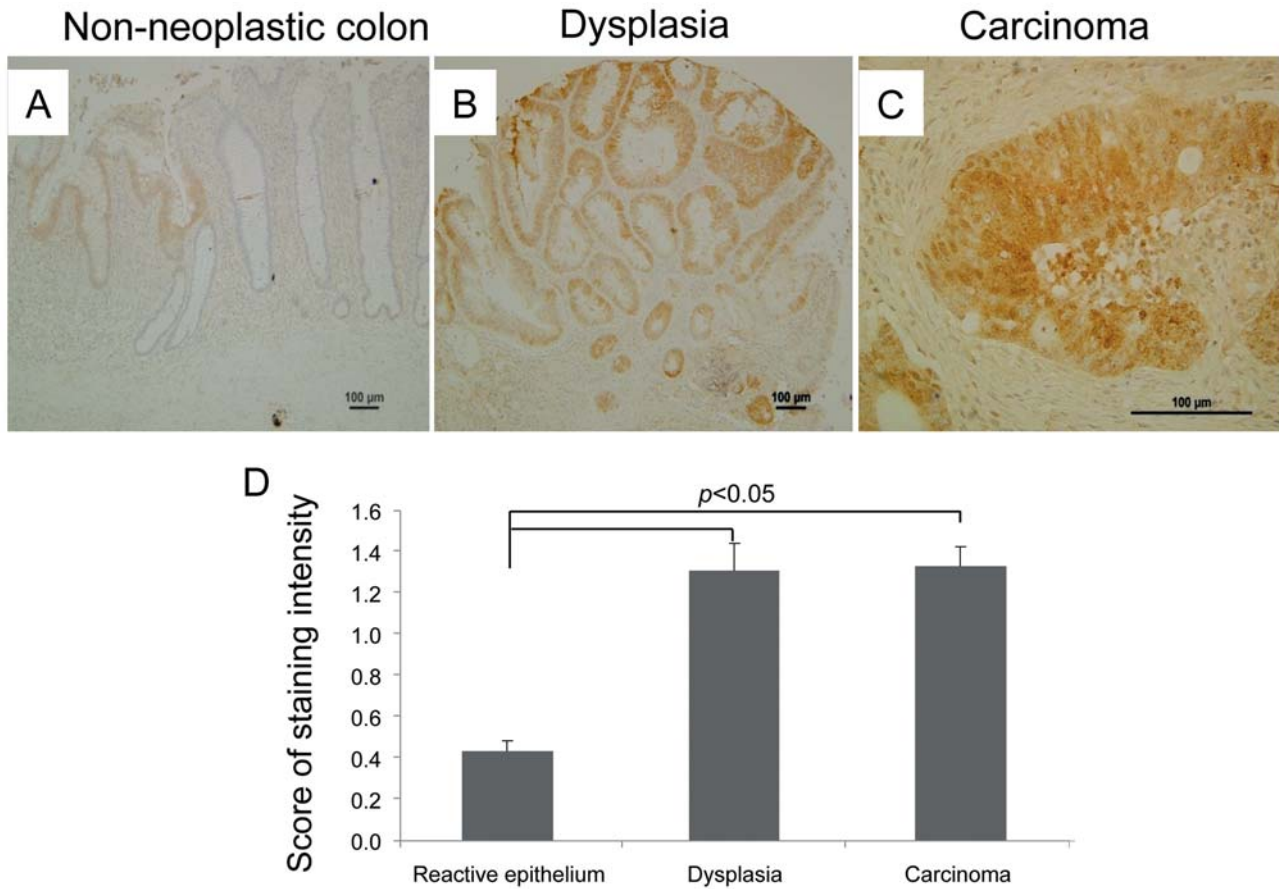 Non-neoplastic colon
Dysplasia
Carcinoma
A
B
C
100 µm
100 µm
100 µm
D
p<0.05
Score of staining intensity
1.6
1.4
1.2
1.0
0.8
0.6
0.4
0.2
0.0
Reactive epithelium
Dysplasia
Carcinoma